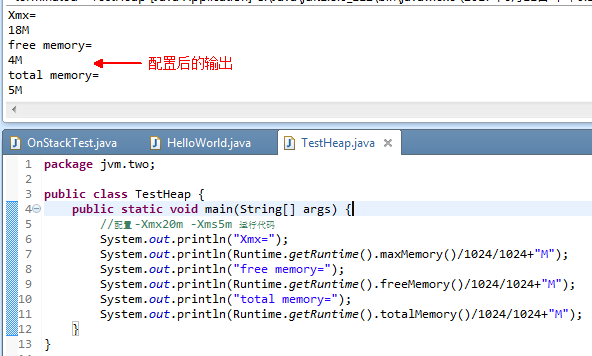 Xmx=
18M
free memory=
4M
total memory=
5M
配置后的输出
OnStackTest.java
HelloWorld.java
TestHeap.java
1 package jvm.two;
2
3 public class TestHeap {
4 public static void main(String[] args) {
5 //配置-Xmx20m -Xms5m 运行代码
6 System.out.println("Xmx=");
7 System.out.println(Runtime.getRuntime().maxMemory()/1024/1024+"M");
8 System.out.println("free memory=");
9 System.out.println(Runtime.getRuntime().freeMemory()/1024/1024+"M");
10 System.out.println("total memory=");
11 System.out.println(Runtime.getRuntime().totalMemory()/1024/1024+"M");
12 }
13 }